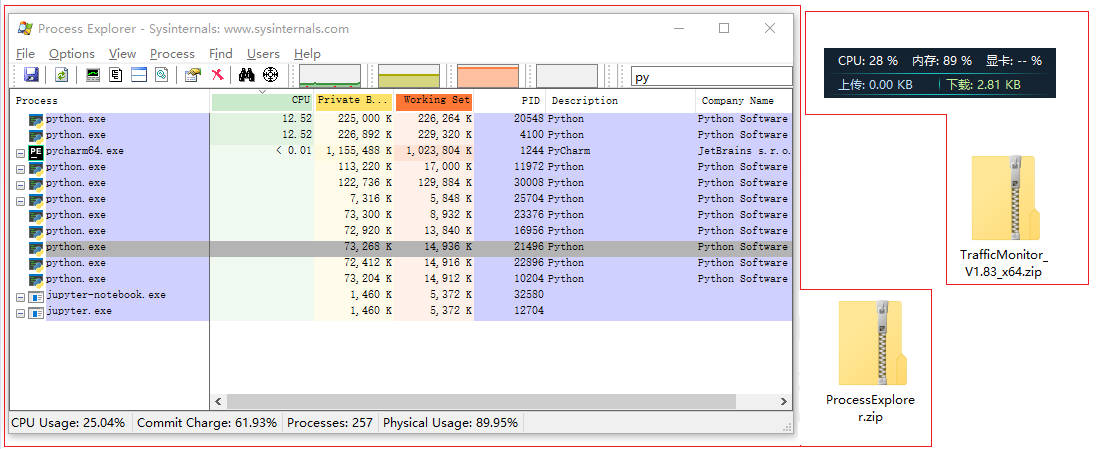 Process Explorer - Sysinternals: www.sysinternals.com
File Options View Process Find Users Help
py
Process CPU Private B... Working Set PID Description Company Name
python.exe 12.52 225,000 K 226,264 K 20548 Python Python Software
python.exe 12.52 226,892 K 229,320 K 4100 Python Python Software
pycharm64.exe < 0.01 1,155,488 K 1,023,804 K 1244 PyCharm JetBrains s.r.o.
python.exe 113,220 K 17,000 K 11972 Python Python Software
python.exe 122,736 K 129,884 K 30008 Python Python Software
python.exe 7,316 K 5,848 K 25704 Python Python Software
python.exe 73,300 K 8,932 K 23376 Python Python Software
python.exe 72,920 K 13,840 K 16956 Python Python Software
python.exe 73,268 K 14,936 K 21496 Python Python Software
python.exe 72,412 K 14,916 K 22896 Python Python Software
python.exe 73,204 K 14,912 K 10204 Python Python Software
jupyter-notebook.exe 1,460 K 5,372 K 32580
jupyter.exe 1,460 K 5,372 K 12704
CPU Usage: 25.04% Commit Charge: 61.93% Processes: 257 Physical Usage: 89.95%
CPU: 28 % 内存: 89 % 显卡: -- %
上传: 0.00 KB 下载: 2.81 KB
TrafficMonitor_
V1.83_x64.zip
ProcessExplore
r.zip